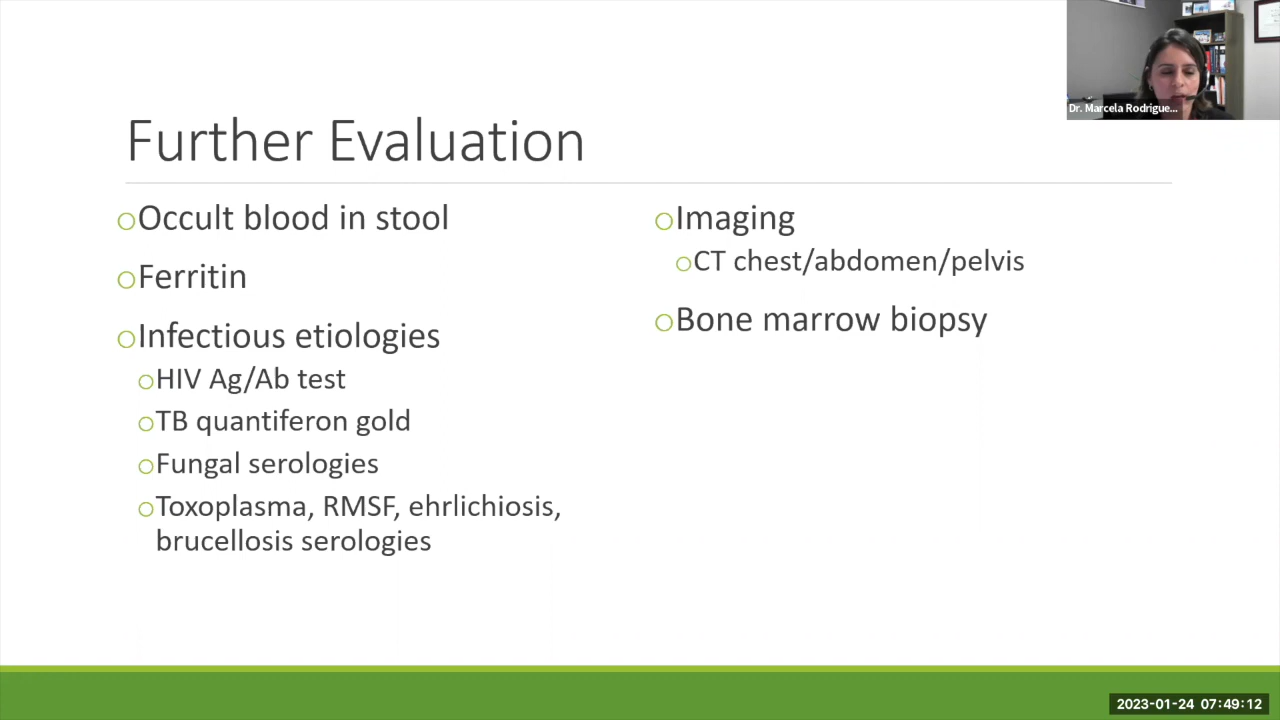 Dr. Marcela Rodrigue...
Further Evaluation
Occult blood in stool
Ferritin
Infectious etiologies
HIV Ag/Ab test
TB quantiferon gold
Fungal serologies
Toxoplasma, RMSF, ehrlichiosis,
brucellosis serologies
Imaging
CT chest/abdomen/pelvis
Bone marrow biopsy
2023-01-24 07:49:12